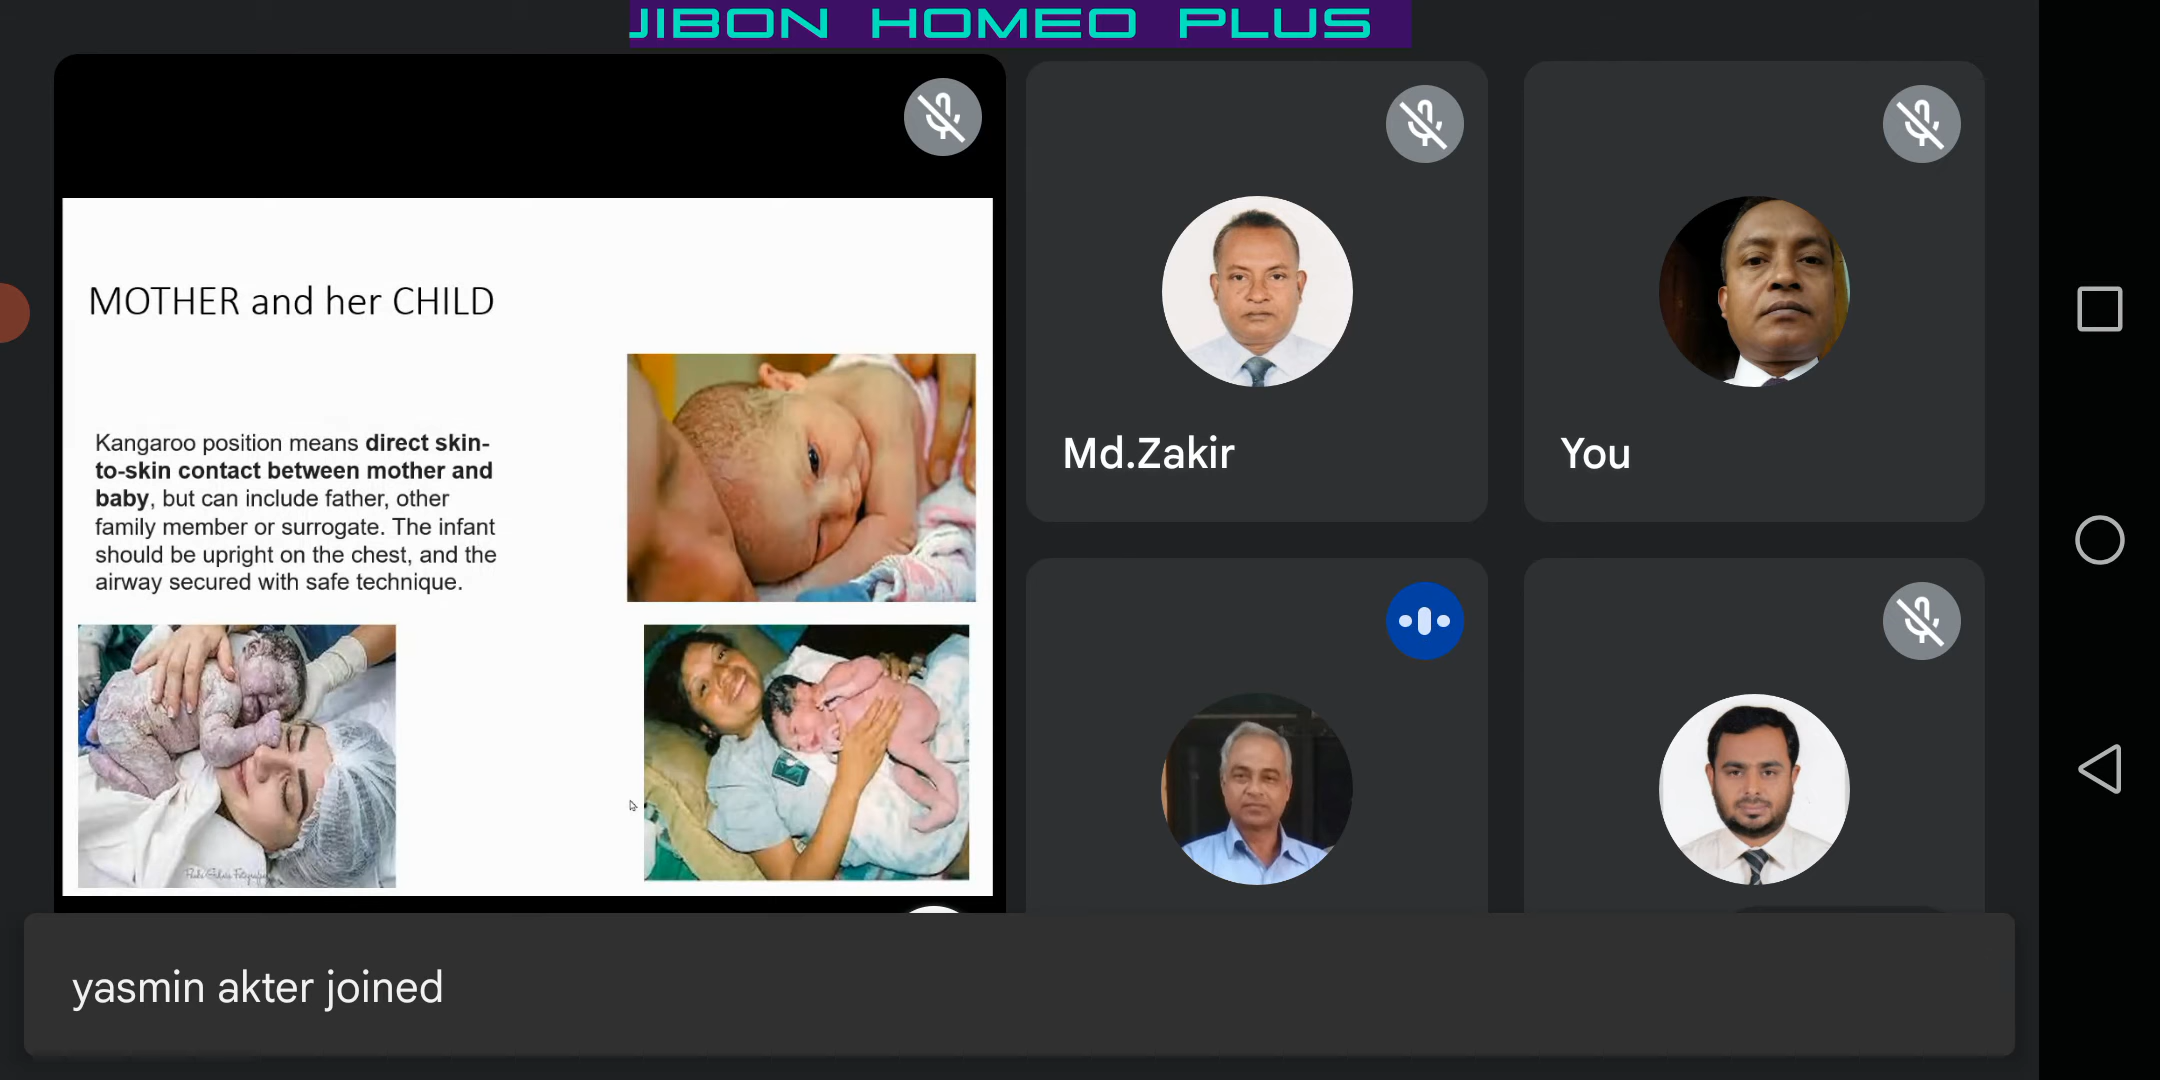 JIBON HOMEO PLUS
MOTHER and her CHILD
Kangaroo position means direct skin-
to-skin contact between mother and
baby, but can include father, other
family member or surrogate. The infant
should be upright on the chest, and the
airway secured with safe technique.
Md.Zakir
You
yasmin akter joined